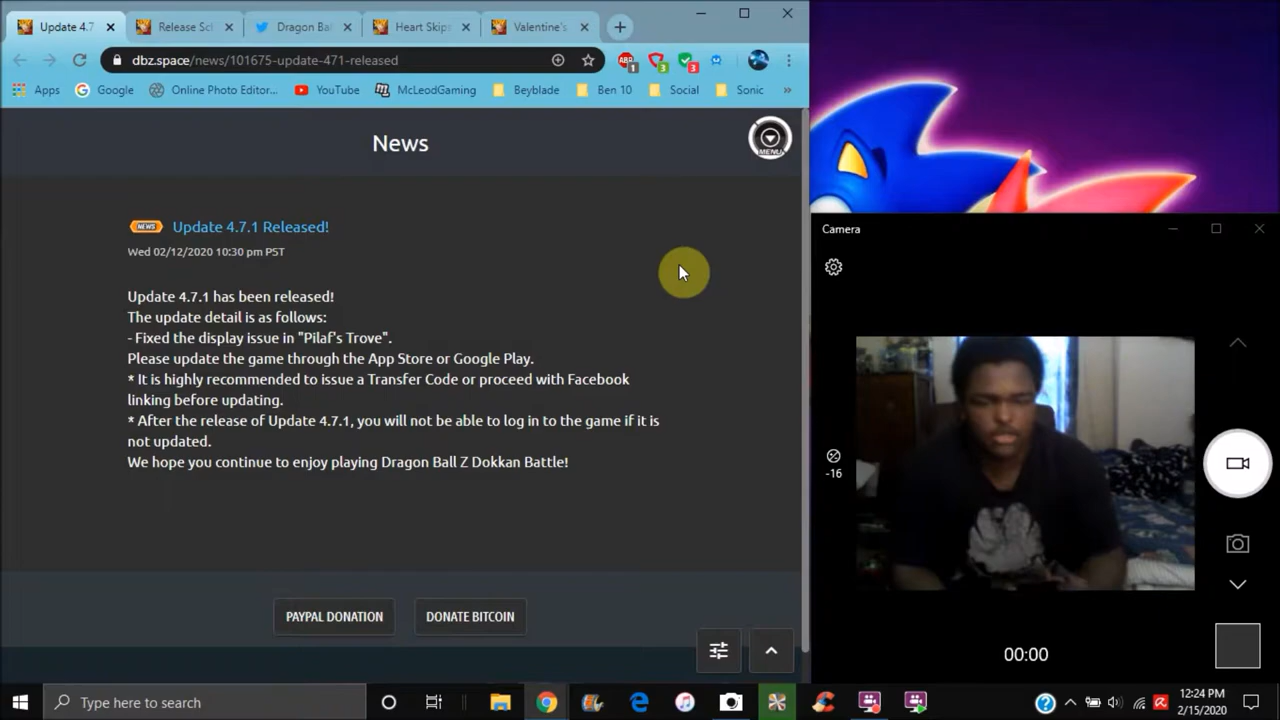 Update 4.7
Release Sc
Dragon Ba
Heart Skip
Valentine's
dbz.space/news/101675-update-471-released
ABP
1
3
3
Apps
Google
Online Photo Editor...
YouTube
McLeodGaming
Beyblade
Ben 10
Social
Sonic
»
News
MENU
NEWS
Update 4.7.1 Released!
Wed 02/12/2020 10:30 pm PST
Update 4.7.1 has been released!
The update detail is as follows:
- Fixed the display issue in "Pilaf's Trove".
Please update the game through the App Store or Google Play.
* It is highly recommended to issue a Transfer Code or proceed with Facebook
linking before updating.
* After the release of Update 4.7.1, you will not be able to log in to the game if it is
not updated.
We hope you continue to enjoy playing Dragon Ball Z Dokkan Battle!
PAYPAL DONATION
DONATE BITCOIN
Camera
-16
00:00
Type here to search
12:24 PM
2/15/2020